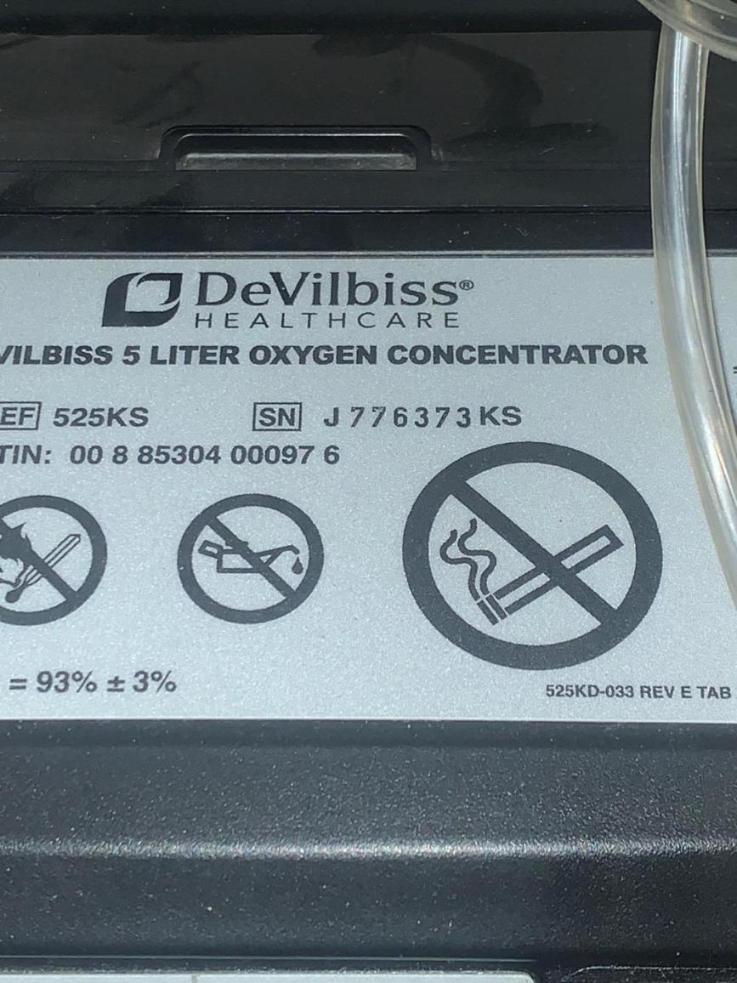 DeVilbiss®
HEALTHCARE
VILBISS 5 LITER OXYGEN CONCENTRATOR
EF 525KS SN J776373KS
TIN: 00 8 85304 00097 6
= 93% ± 3%
525KD-033 REV E TAB